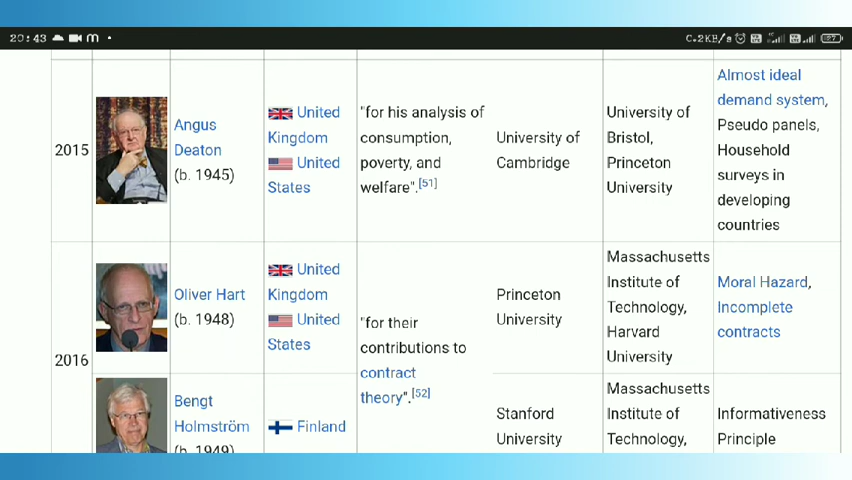 20:43
0.2KB/s
2015
Angus
Deaton
(b. 1945)
United
Kingdom
United
States
"for his analysis of
consumption,
poverty, and
welfare".[51]
University of
Cambridge
University of
Bristol,
Princeton
University
Almost ideal
demand system,
Pseudo panels,
Household
surveys in
developing
countries
2016
Oliver Hart
(b. 1948)
United
Kingdom
United
States
"for their
contributions to
contract
theory".[52]
Princeton
University
Massachusetts
Institute of
Technology,
Harvard
University
Moral Hazard,
Incomplete
contracts
Bengt
Holmström
(b. 1949)
Finland
Stanford
University
Massachusetts
Institute of
Technology,
Informativeness
Principle